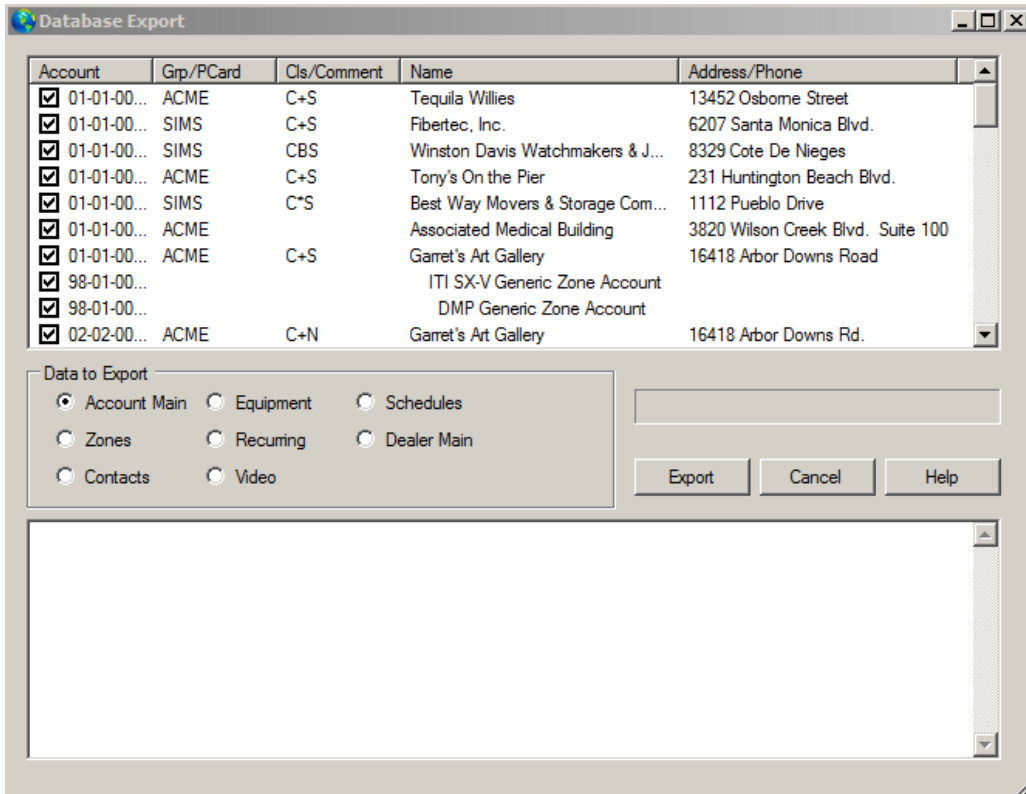 Database Export
Account Grp/PCard Cls/Comment Name Address/Phone
01-01-00... ACME C+S Tequila Willies 13452 Osborne Street
01-01-00... SIMS C+S Fibertec, Inc. 6207 Santa Monica Blvd.
01-01-00... SIMS CBS Winston Davis Watchmakers & J... 8329 Cote De Nieges
01-01-00... ACME C+S Tony's On the Pier 231 Huntington Beach Blvd.
01-01-00... SIMS C*S Best Way Movers & Storage Com... 1112 Pueblo Drive
01-01-00... ACME Associated Medical Building 3820 Wilson Creek Blvd. Suite 100
01-01-00... ACME C+S Garret's Art Gallery 16418 Arbor Downs Road
98-01-00... ITI SX-V Generic Zone Account
98-01-00... DMP Generic Zone Account
02-02-00... ACME C+N Garret's Art Gallery 16418 Arbor Downs Rd.
Data to Export
Account Main Equipment Schedules
Zones Recurring Dealer Main
Contacts Video
Export Cancel Help